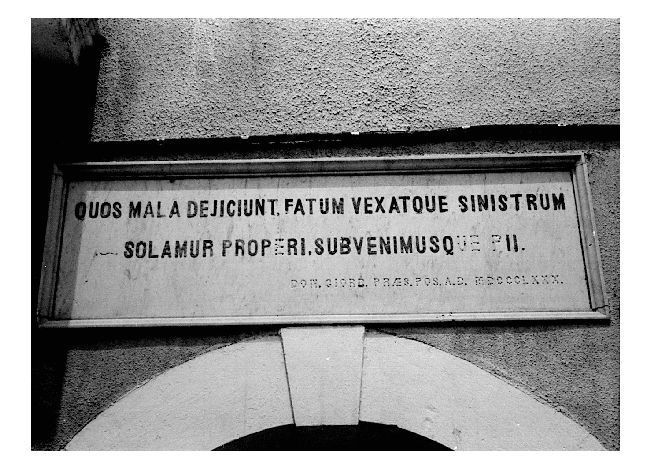 QUOS MALA DEJICIUNT, FATUM VEXATQUE SINISTRUM
SOLAMUR PROPERI, SUBVENIMUSQUE PII.
DOM. GIORD. PRÆS. POS. A.D. MDCCCLXXX.